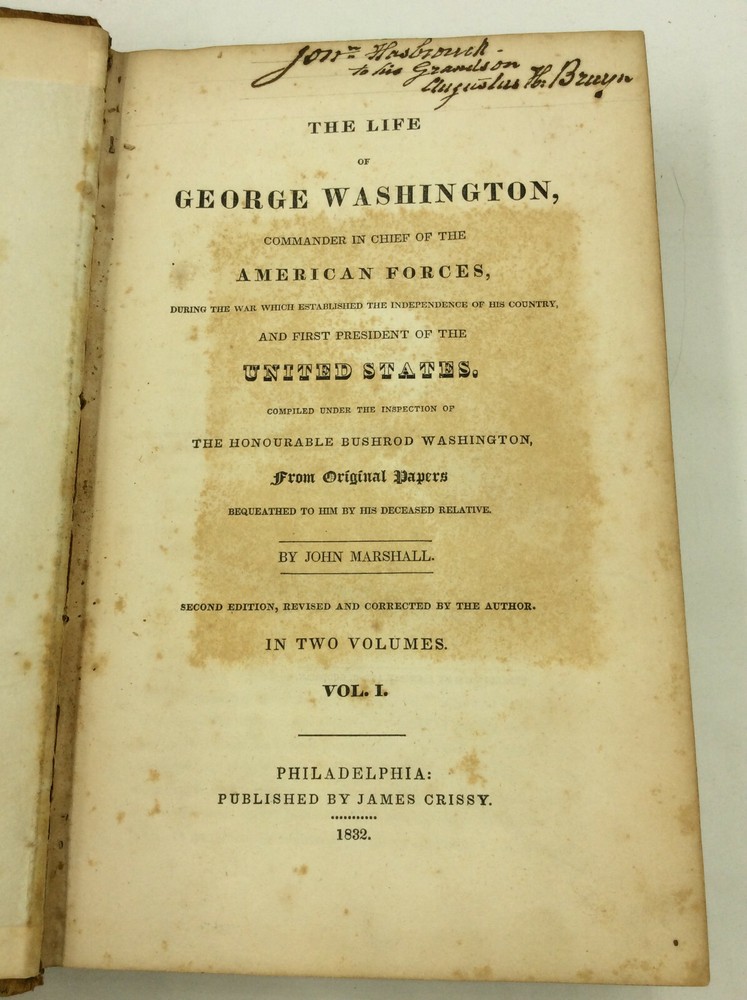 Jonⁿ Hasbrouck
to his Grandson
Augustus H. Bruyn
THE LIFE
OF
GEORGE WASHINGTON,
COMMANDER IN CHIEF OF THE
AMERICAN FORCES,
DURING THE WAR WHICH ESTABLISHED THE INDEPENDENCE OF HIS COUNTRY,
AND FIRST PRESIDENT OF THE
UNITED STATES.
COMPILED UNDER THE INSPECTION OF
THE HONOURABLE BUSHROD WASHINGTON,
From Original Papers
BEQUEATHED TO HIM BY HIS DECEASED RELATIVE.
BY JOHN MARSHALL.
SECOND EDITION, REVISED AND CORRECTED BY THE AUTHOR.
IN TWO VOLUMES.
VOL. I.
PHILADELPHIA:
PUBLISHED BY JAMES CRISSY.
1832.